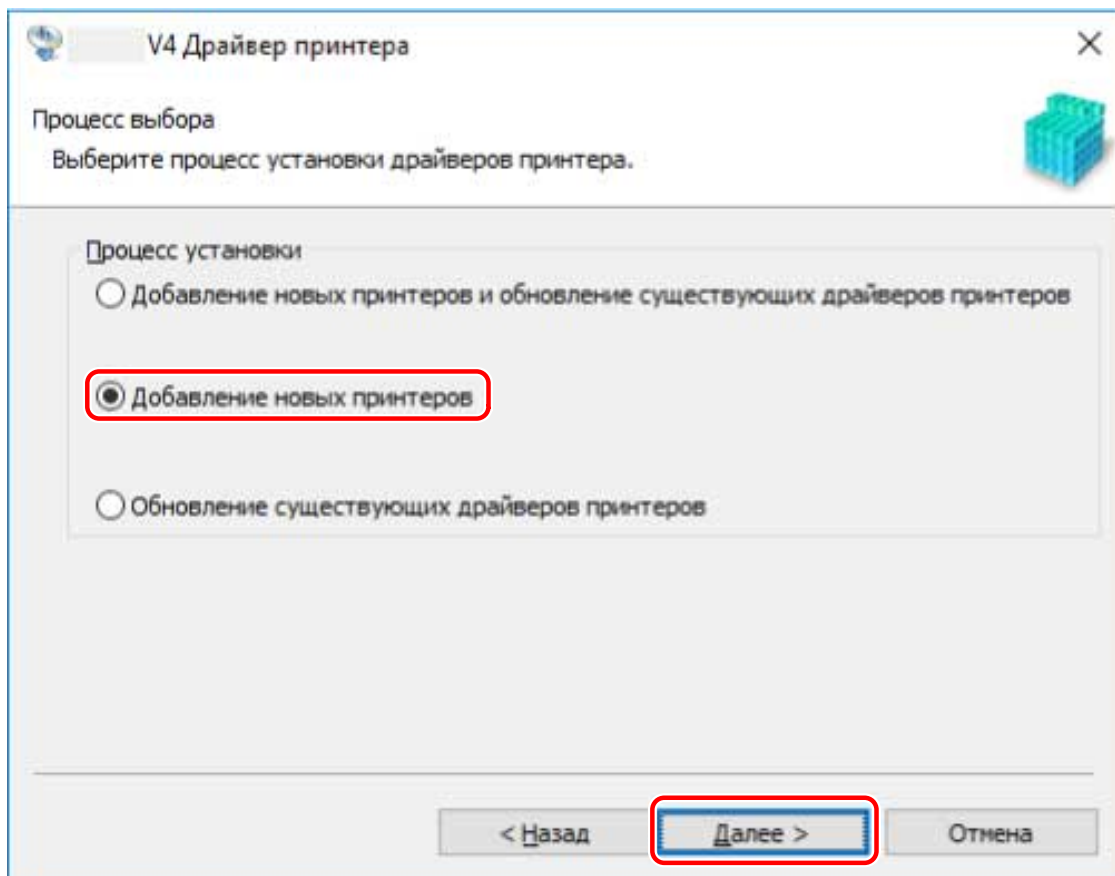 V4 Драйвер принтера
Процесс выбора
Выберите процесс установки драйверов принтера.
Процесс установки
Добавление новых принтеров и обновление существующих драйверов принтеров
Добавление новых принтеров
Обновление существующих драйверов принтеров
< Назад
Далее >
Отмена